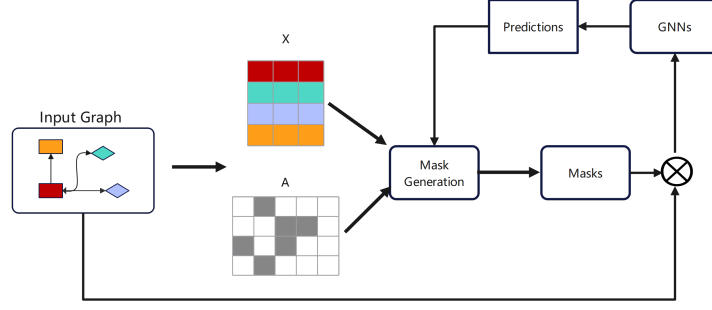 Predictions
GNNs
X
Input Graph
Mask
Generation
Masks
A